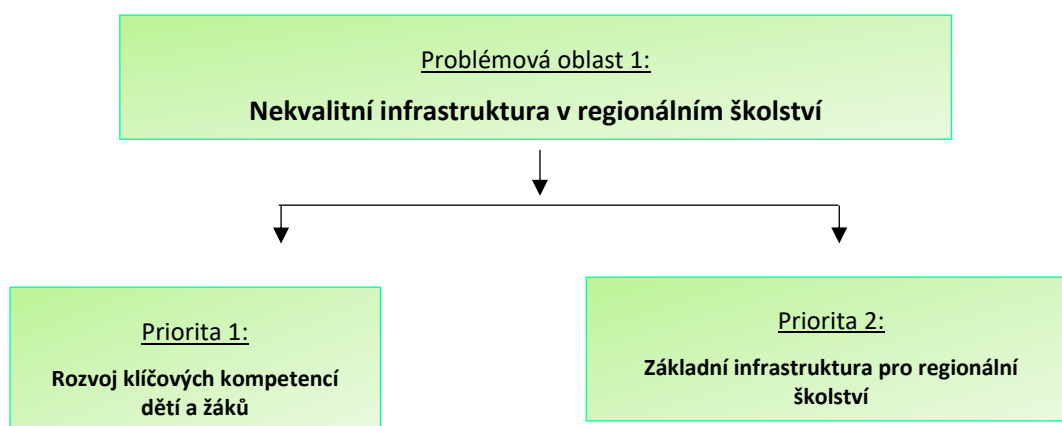 Problémová oblast 1:
Nekvalitní infrastruktura v regionálním školství
Priorita 1:
Rozvoj klíčových kompetencí
dětí a žáků
Priorita 2:
Základní infrastruktura pro regionální
školství